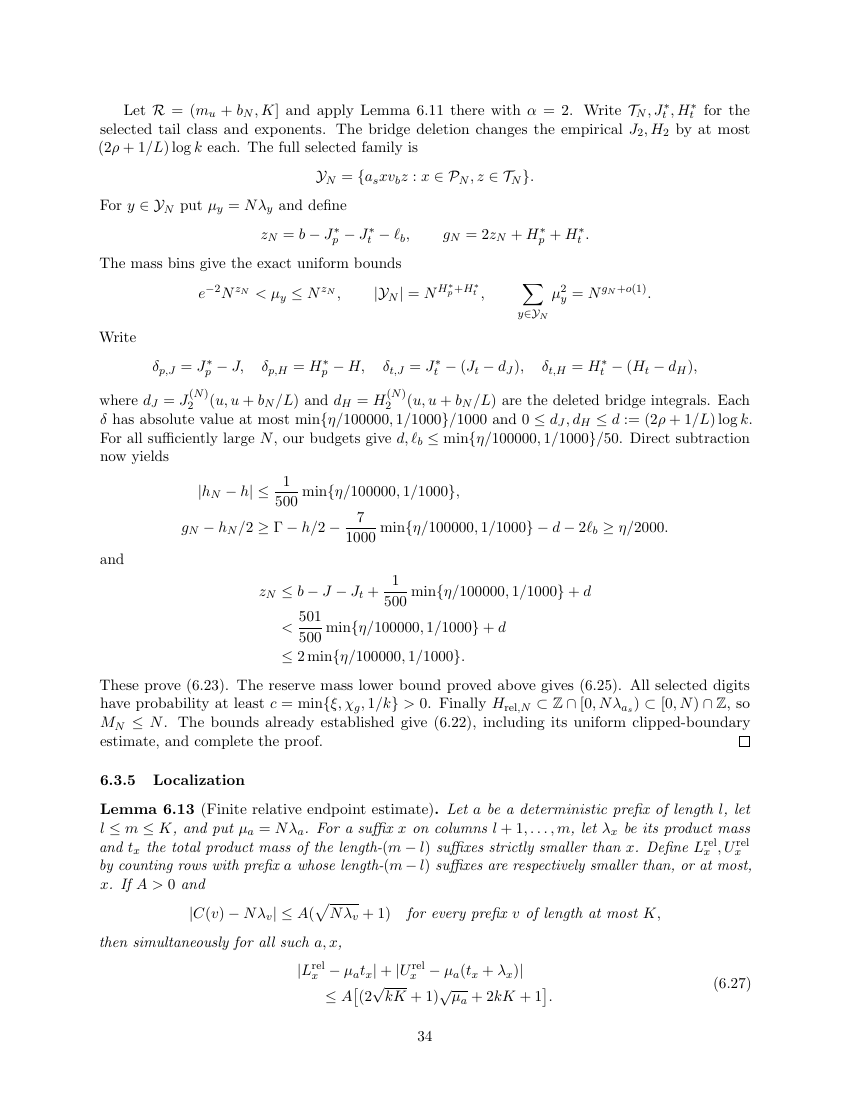 Let $\mathcal{R} = (m_u + b_N, K]$ and apply Lemma 6.11 there with $\alpha = 2$. Write $\mathcal{T}_N, J_t^*, H_t^*$ for the
selected tail class and exponents. The bridge deletion changes the empirical $J_2, H_2$ by at most
$(2\rho + 1/L) \log k$ each. The full selected family is
$\mathcal{Y}_N = \{a_s x v_b z : x \in \mathcal{P}_N, z \in \mathcal{T}_N\}.$
For $y \in \mathcal{Y}_N$ put $\mu_y = N\lambda_y$ and define
$z_N = b - J_p^* - J_t^* - \ell_b, \qquad g_N = 2z_N + H_p^* + H_t^*.$
The mass bins give the exact uniform bounds
$e^{-2} N^{z_N} < \mu_y \leq N^{z_N}, \qquad |\mathcal{Y}_N| = N^{H_p^* + H_t^*}, \qquad \sum_{y \in \mathcal{Y}_N} \mu_y^2 = N^{g_N + o(1)}.$
Write
$\delta_{p,J} = J_p^* - J, \quad \delta_{p,H} = H_p^* - H, \quad \delta_{t,J} = J_t^* - (J_t - d_J), \quad \delta_{t,H} = H_t^* - (H_t - d_H),$
where $d_J = J_2^{(N)}(u, u + b_N/L)$ and $d_H = H_2^{(N)}(u, u + b_N/L)$ are the deleted bridge integrals. Each
$\delta$ has absolute value at most $\min\{\eta/100000, 1/1000\}/1000$ and $0 \leq d_J, d_H \leq d := (2\rho + 1/L) \log k$.
For all sufficiently large $N$, our budgets give $d, \ell_b \leq \min\{\eta/100000, 1/1000\}/50$. Direct subtraction
now yields
$|h_N - h| \leq \frac{1}{500} \min\{\eta/100000, 1/1000\},$
$g_N - h_N/2 \geq \Gamma - h/2 - \frac{7}{1000} \min\{\eta/100000, 1/1000\} - d - 2\ell_b \geq \eta/2000.$
and
$z_N \leq b - J - J_t + \frac{1}{500} \min\{\eta/100000, 1/1000\} + d$
$< \frac{501}{500} \min\{\eta/100000, 1/1000\} + d$
$\leq 2 \min\{\eta/100000, 1/1000\}.$
These prove (6.23). The reserve mass lower bound proved above gives (6.25). All selected digits
have probability at least $c = \min\{\xi, \chi_g, 1/k\} > 0$. Finally $H_{\mathrm{rel},N} \subset \mathbb{Z} \cap [0, N\lambda_{a_s}) \subset [0, N) \cap \mathbb{Z}$, so
$M_N \leq N$. The bounds already established give (6.22), including its uniform clipped-boundary
estimate, and complete the proof. □
6.3.5 Localization
Lemma 6.13 (Finite relative endpoint estimate). Let $a$ be a deterministic prefix of length $l$, let
$l \leq m \leq K$, and put $\mu_a = N\lambda_a$. For a suffix $x$ on columns $l + 1, \ldots, m$, let $\lambda_x$ be its product mass
and $t_x$ the total product mass of the length-$(m - l)$ suffixes strictly smaller than $x$. Define $L_x^{\mathrm{rel}}, U_x^{\mathrm{rel}}$
by counting rows with prefix $a$ whose length-$(m - l)$ suffixes are respectively smaller than, or at most,
$x$. If $A > 0$ and
$|C(v) - N\lambda_v| \leq A(\sqrt{N\lambda_v} + 1) \quad$ for every prefix $v$ of length at most $K$,
then simultaneously for all such $a, x$,
$|L_x^{\mathrm{rel}} - \mu_a t_x| + |U_x^{\mathrm{rel}} - \mu_a(t_x + \lambda_x)|$
$\leq A[(2\sqrt{kK} + 1)\sqrt{\mu_a} + 2kK + 1].$ (6.27)
34